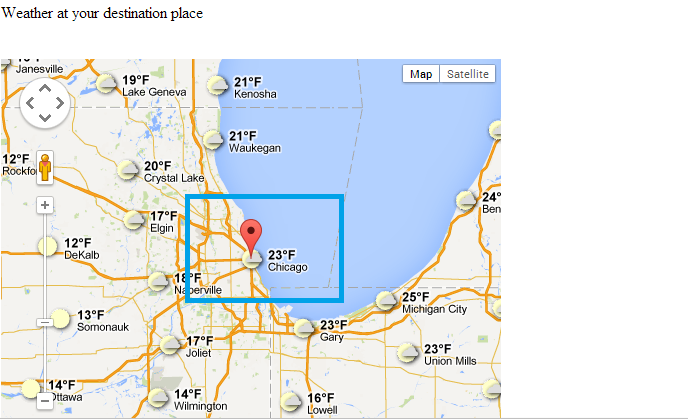 Weather at your destination place
Janesville
19°F
Lake Geneva
21°F
Kenosha
Map
Satellite
21°F
Waukegan
12°F
Rockfo
20°F
Crystal Lake
24°
Ben
17°F
Elgin
12°F
DeKalb
23°F
Chicago
18°F
Naperville
25°F
Michigan City
13°F
Somonauk
23°F
Gary
17°F
Joliet
23°F
Union Mills
14°F
Ottawa
14°F
Wilmington
16°F
Lowell